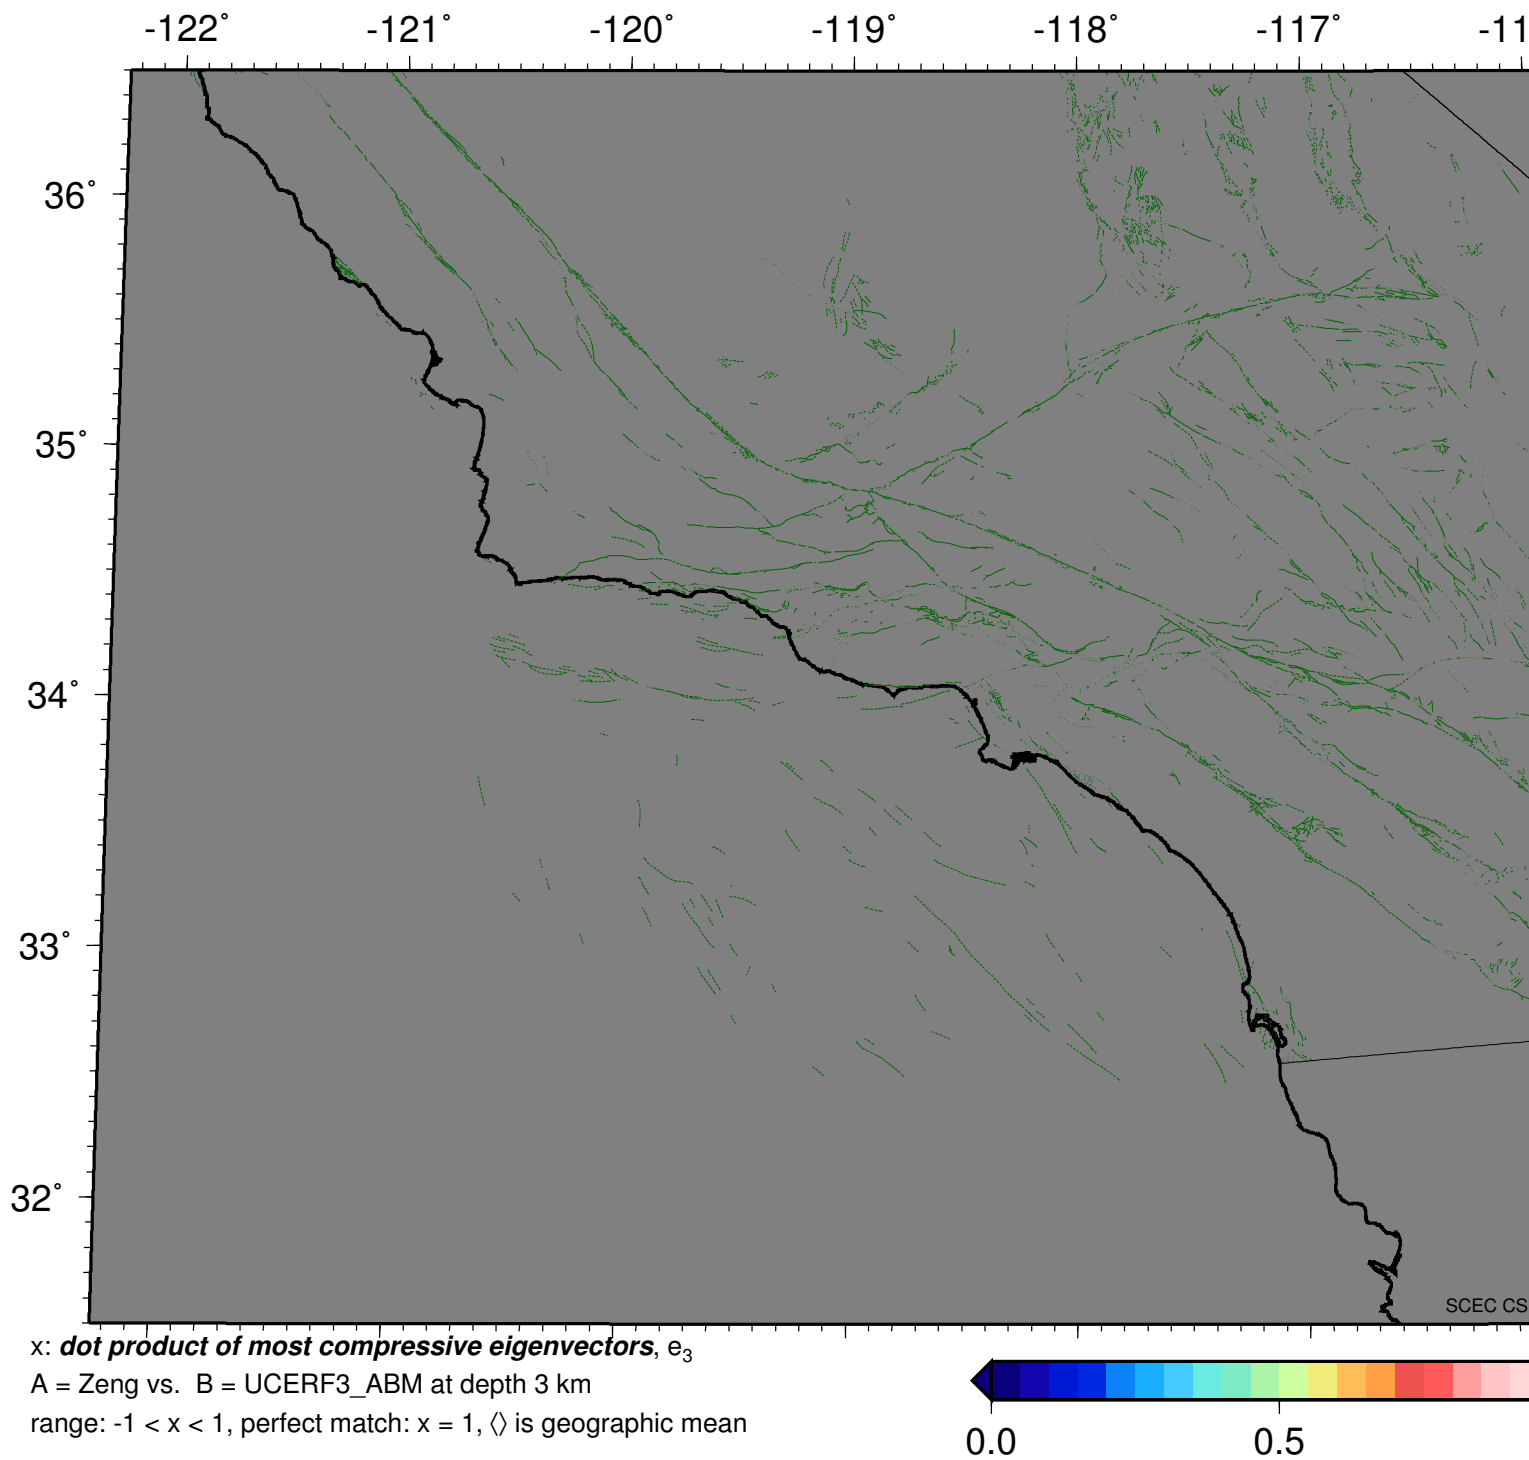 -122° -121° -120° -119° -118° -117° -11
36°
35°
34°
33°
32°
SCEC CS
x: dot product of most compressive eigenvectors, e3
A = Zeng vs. B = UCERF3_ABM at depth 3 km
range: -1 < x < 1, perfect match: x = 1, ⟨⟩ is geographic mean
0.0 0.5